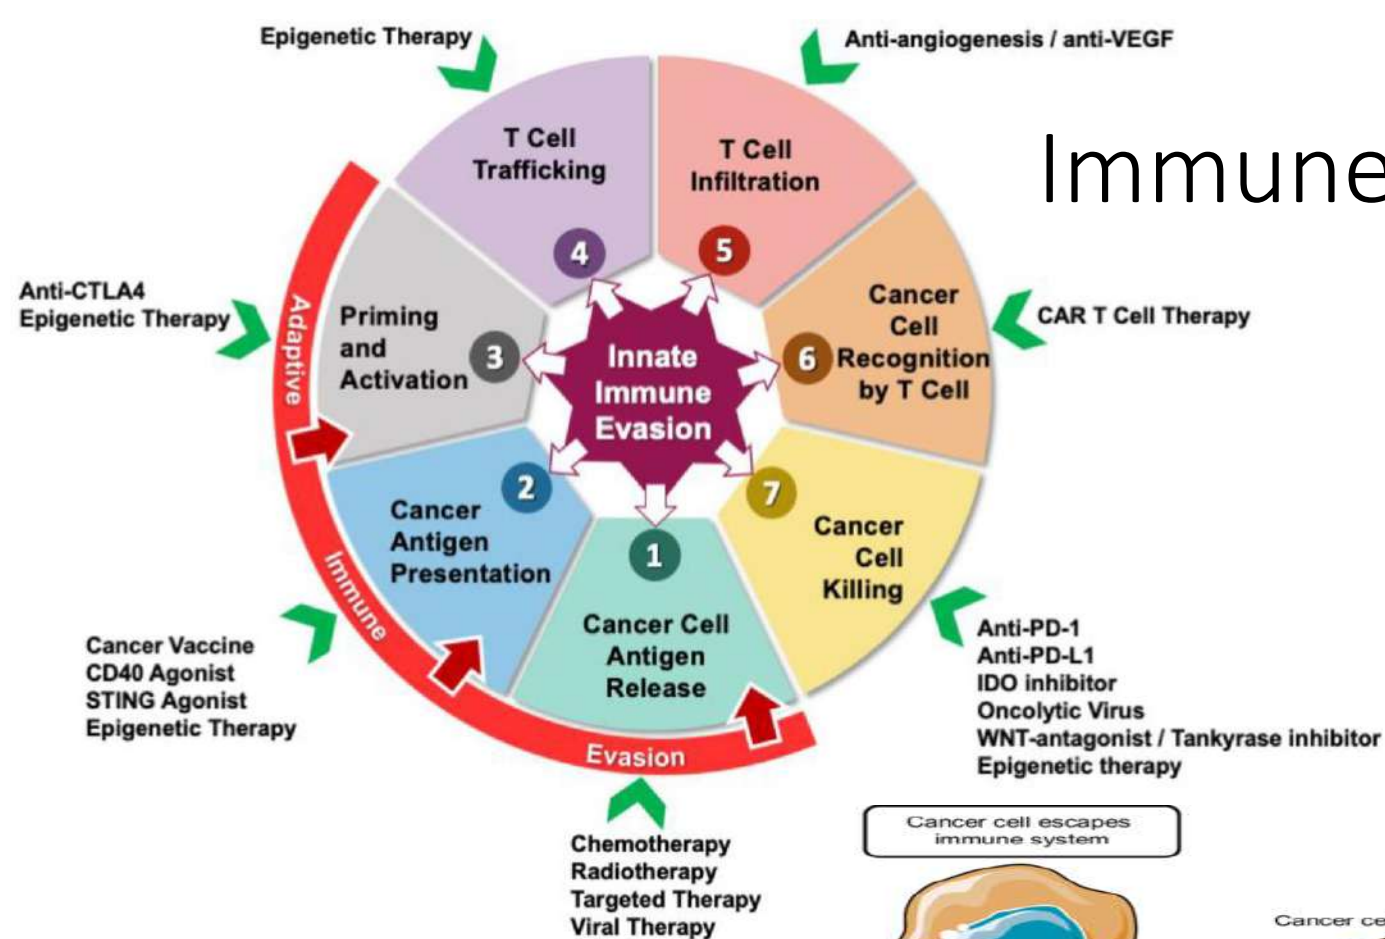 Epigenetic Therapy
Anti-angiogenesis / anti-VEGF
Immune
T Cell
Trafficking
4
T Cell
Infiltration
5
Anti-CTLA4
Epigenetic Therapy
Adaptive
Priming
and
Activation
3
Innate
Immune
Evasion
Cancer
Cell
Recognition
by T Cell
6
CAR T Cell Therapy
Cancer
Antigen
Presentation
2
Immune
1
Cancer Cell
Antigen
Release
7
Cancer
Cell
Killing
Cancer Vaccine
CD40 Agonist
STING Agonist
Epigenetic Therapy
Evasion
Anti-PD-1
Anti-PD-L1
IDO inhibitor
Oncolytic Virus
WNT-antagonist / Tankyrase inhibitor
Epigenetic therapy
Chemotherapy
Radiotherapy
Targeted Therapy
Viral Therapy
Cancer cell escapes
immune system
Cancer ce